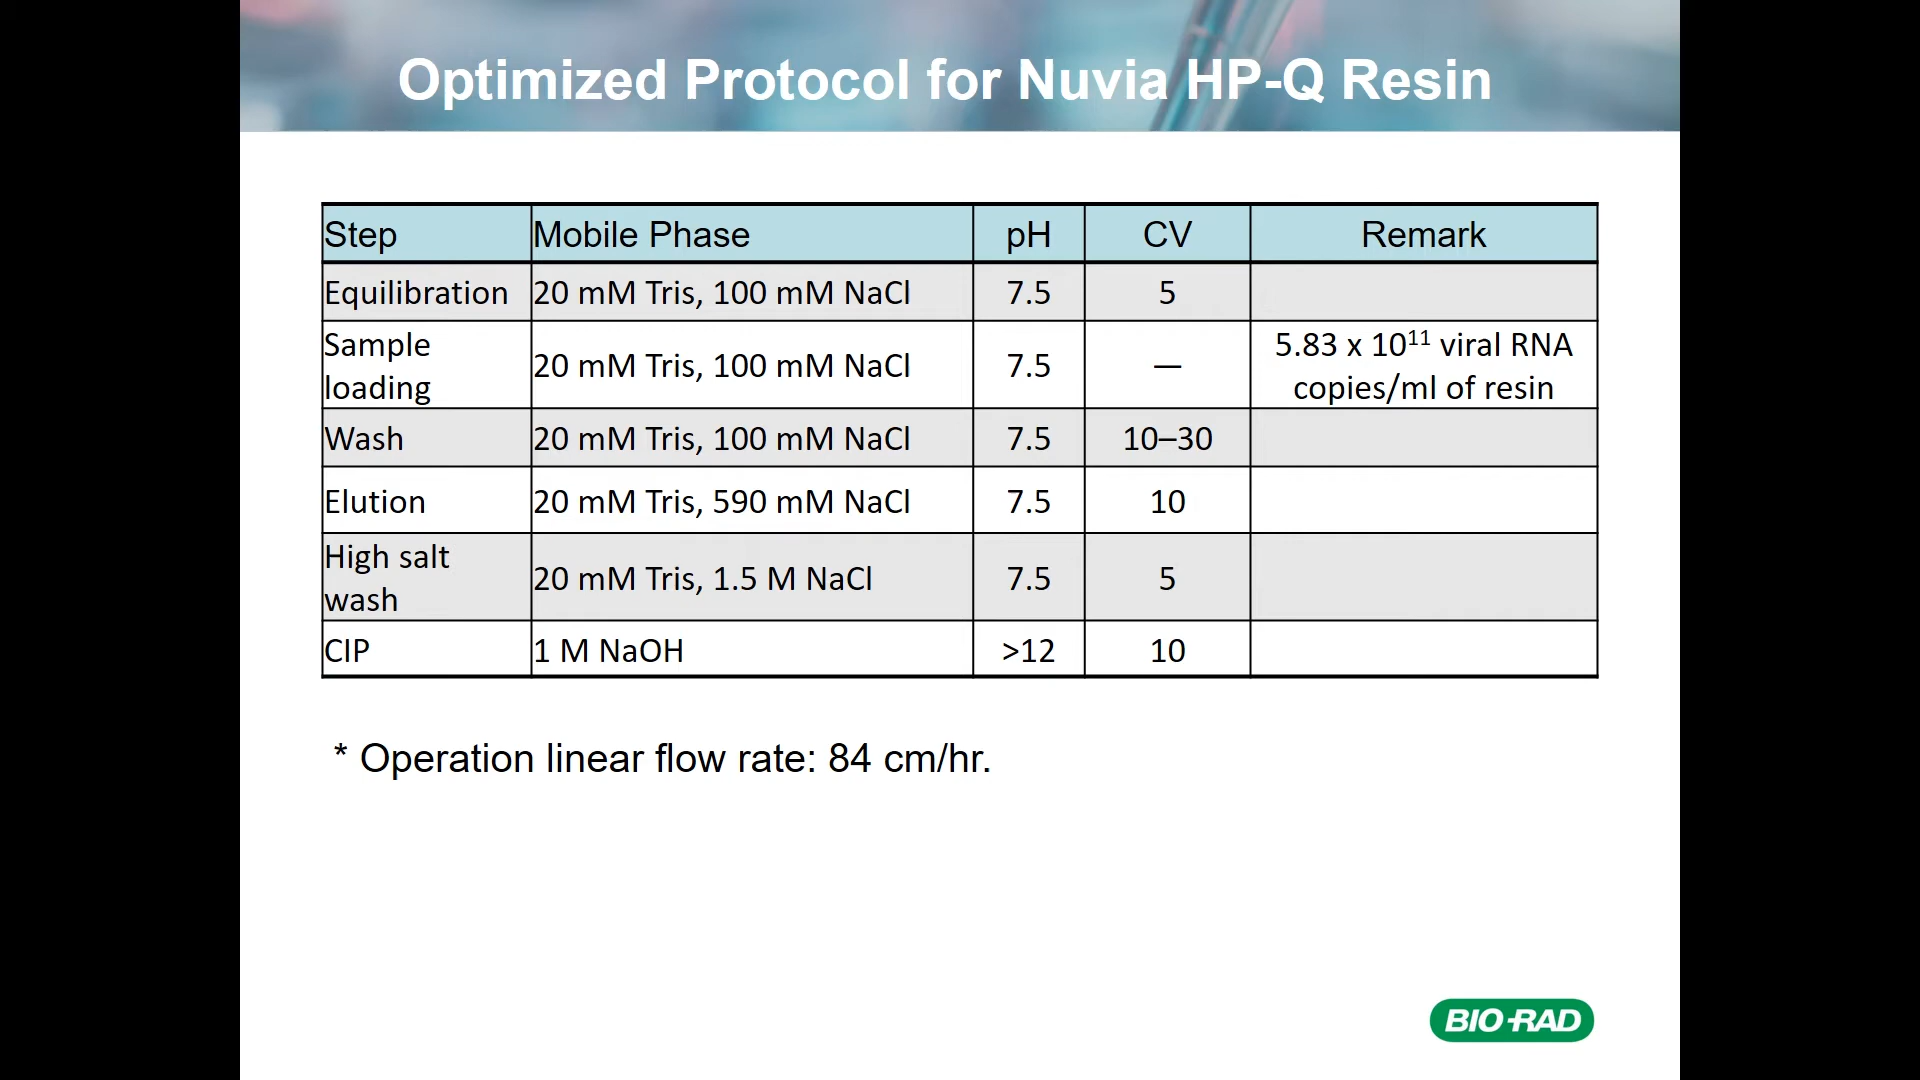 Optimized Protocol for Nuvia HP-Q Resin
Step Mobile Phase pH CV Remark
Equilibration 20 mM Tris, 100 mM NaCl 7.5 5
Sample loading 20 mM Tris, 100 mM NaCl 7.5 — 5.83 x 10¹¹ viral RNA copies/ml of resin
Wash 20 mM Tris, 100 mM NaCl 7.5 10–30
Elution 20 mM Tris, 590 mM NaCl 7.5 10
High salt wash 20 mM Tris, 1.5 M NaCl 7.5 5
CIP 1 M NaOH >12 10
* Operation linear flow rate: 84 cm/hr.
BIO-RAD